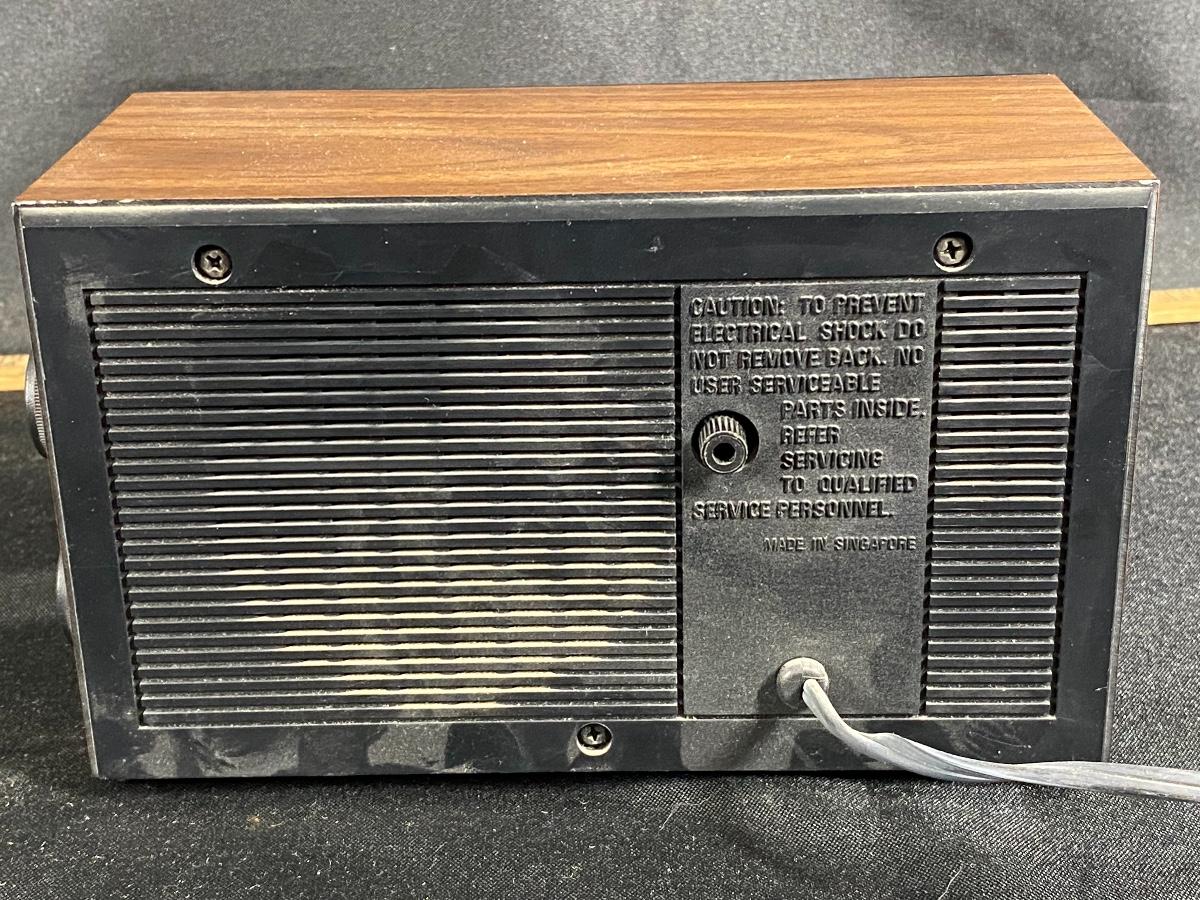 CAUTION: TO PREVENT
ELECTRICAL SHOCK DO
NOT REMOVE BACK. NO
USER SERVICEABLE
PARTS INSIDE.
REFER
SERVICING
TO QUALIFIED
SERVICE PERSONNEL.
MADE IN SINGAPORE